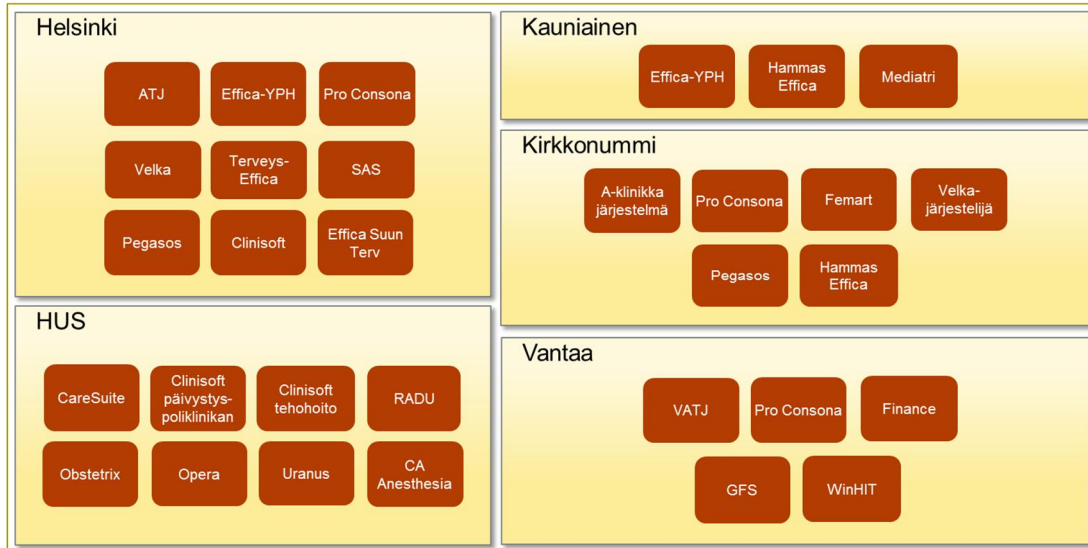 Helsinki
ATJ
Effica-YPH
Pro Consona
Velka
Terveys-
Effica
SAS
Pegasos
Clinisoft
Effica Suun
Terv
HUS
CareSuite
Clinisoft
päivystys-
poliklinikan
Clinisoft
tehohoito
RADU
Obstetrix
Opera
Uranus
CA
Anesthesia
Kauniainen
Effica-YPH
Hammas
Effica
Mediatri
Kirkkonummi
A-klinikka
järjestelmä
Pro Consona
Femart
Velka-
järjestelijä
Pegasos
Hammas
Effica
Vantaa
VATJ
Pro Consona
Finance
GFS
WinHIT